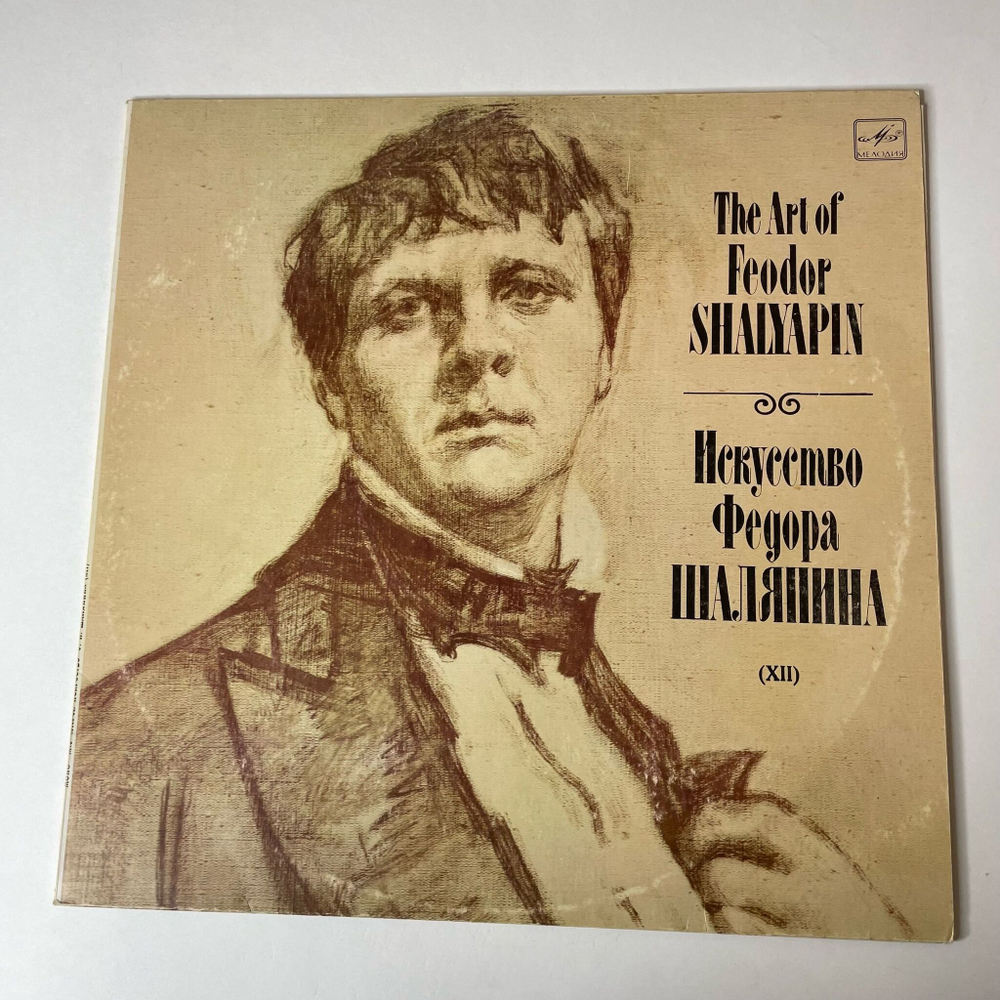 МЕЛОДИЯ
The Art of
Feodor
SHALYAPIN
Искусство
Федора
ШАЛЯПИНА
(XII)